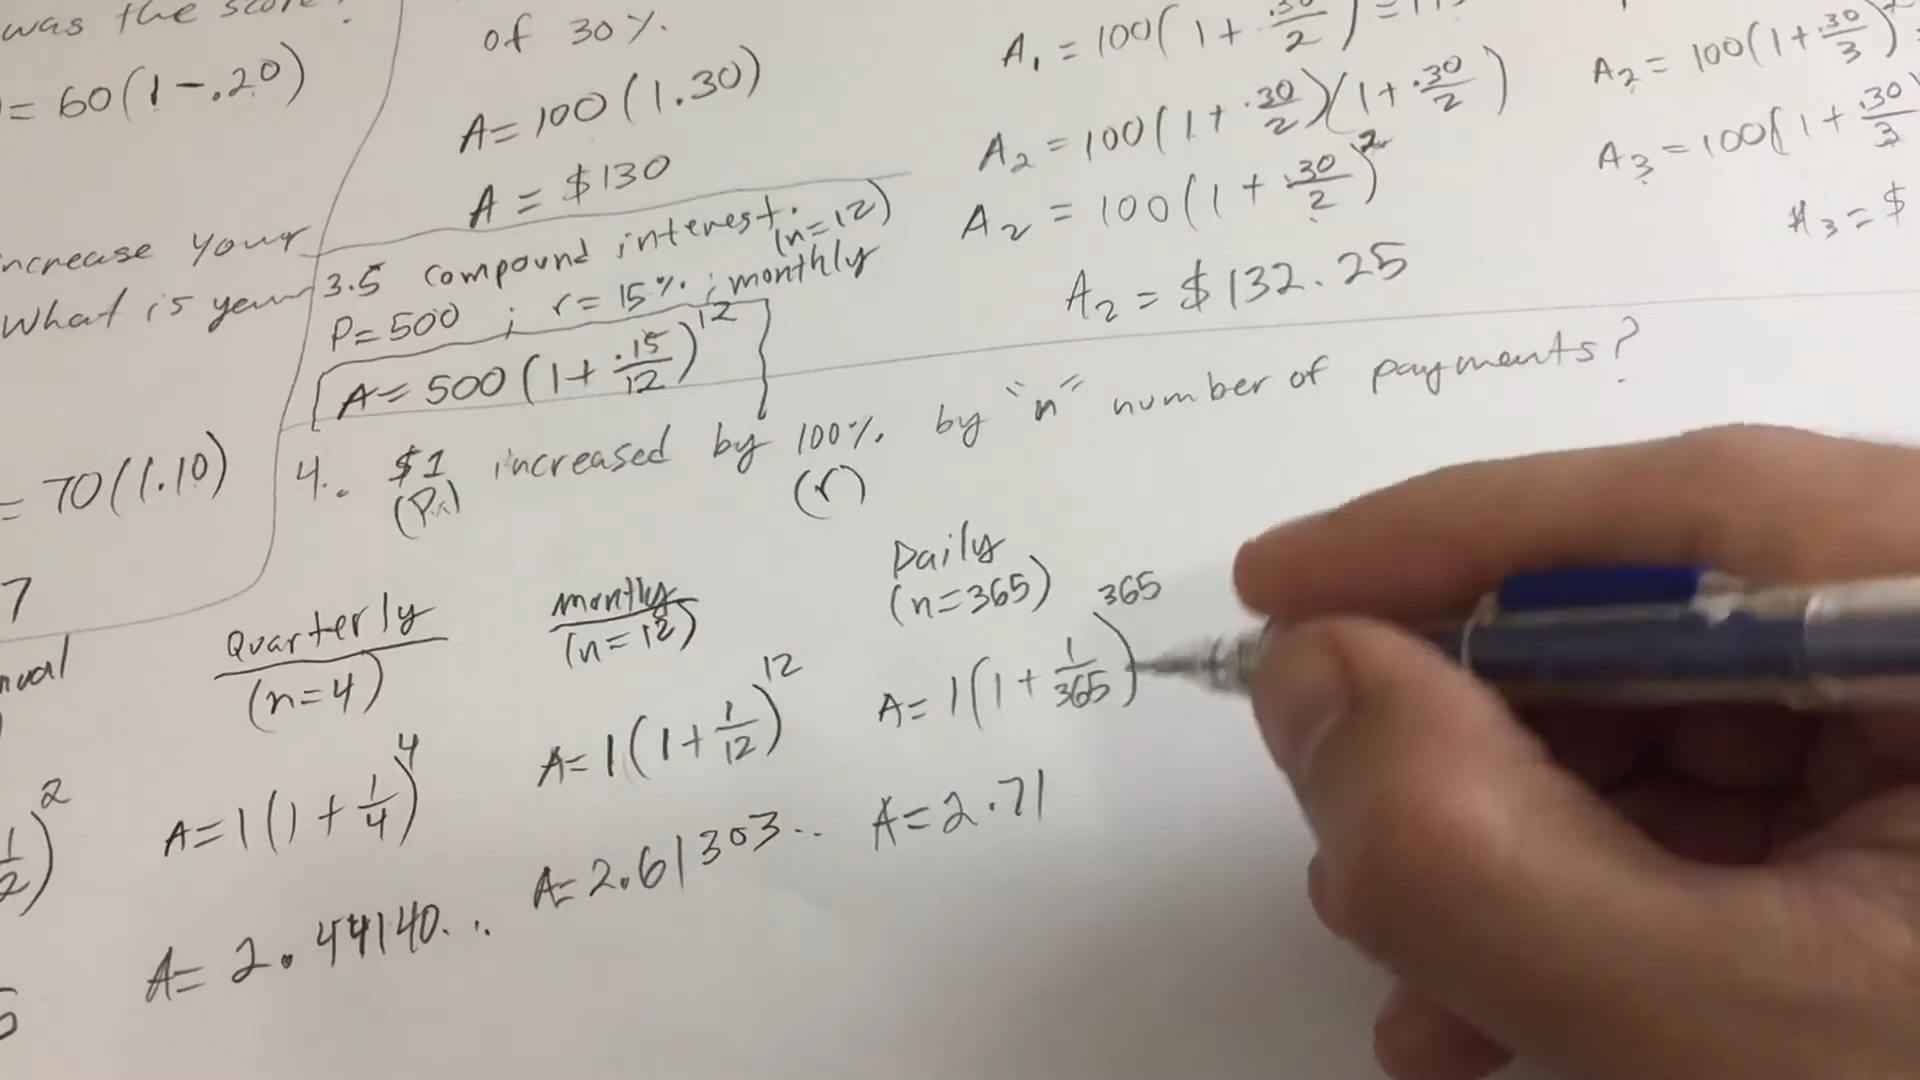 was the score?
= 60(1-.20)
increase your
What is your
= 70(1.10)
7
of 30%.
A=100(1.30)
A = $130
3.5 compound interest. (n=12)
P=500 ; r=15% ; monthly
A=500(1+.15/12)^12
A₁ = 100(1+.30/2)
A₂ = 100(1+.30/2)(1+.30/2)
A₂ = 100(1+.30/2)^2
A₂ = $132.25
A₂ = 100(1+.30/3)^2
A₃ = 100(1+.30/3)
A₃ = $
4. $1 increased by 100% by "n" number of payments?
(P) (r)
Quarterly
(n=4)
A=1(1+1/4)^4
A= 2.44140...
montly
(n=12)
A=1(1+1/12)^12
A=2.61303...
Daily
(n=365)
A=1(1+1/365)^365
A=2.71
1/2)^2